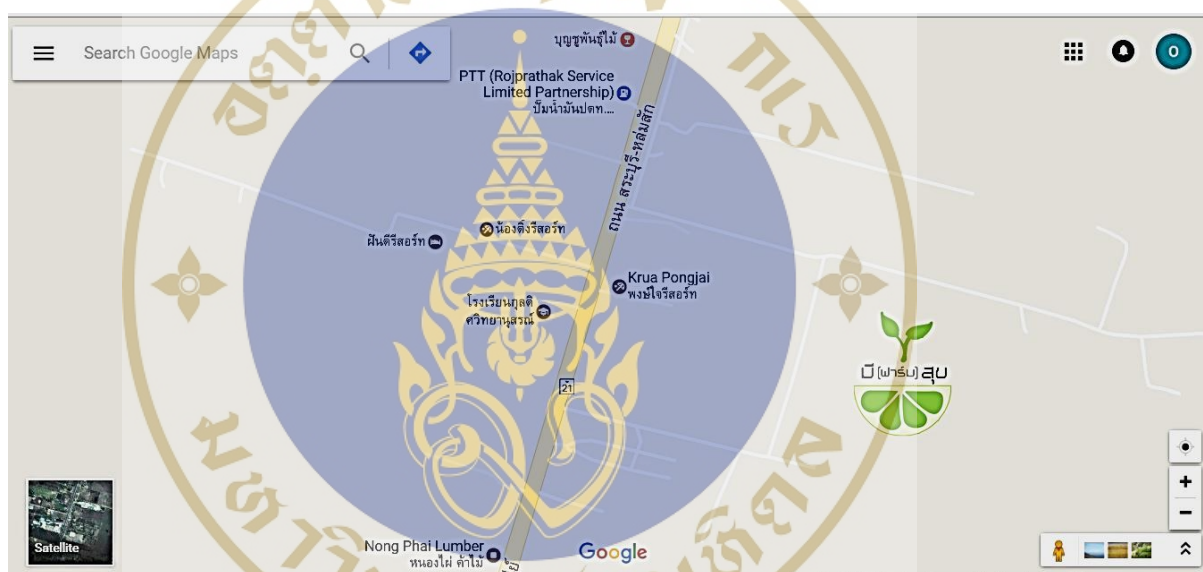 Search Google Maps
บุญชูพันธุ์ไม้
PTT (Rojprathak Service
Limited Partnership)
ปั๊มน้ำมันปตท....
ถนน สระบุรี-หล่มสัก
O
น้องติ่งรีสอร์ท
ฝันดีรีสอร์ท
Krua Pongjai
พงษ์ใจรีสอร์ท
โรงเรียนกุลดิ
ศวิทยานุสรณ์
มี (ฟาร์ม) สุข
21
Nong Phai Lumber
หนองไผ่ ค้าไม้
Google
Satellite